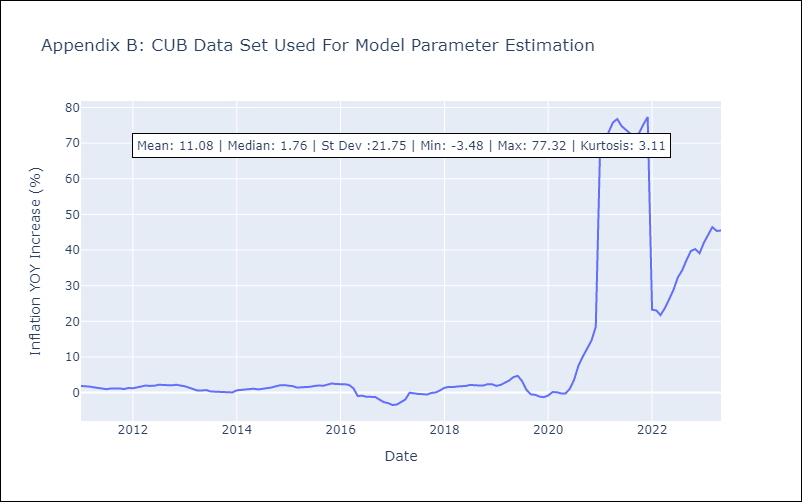 Appendix B: CUB Data Set Used For Model Parameter Estimation
80
Mean: 11.08 | Median: 1.76 | St Dev :21.75 | Min: -3.48 | Max: 77.32 | Kurtosis: 3.11
70
60
50
40
30
20
10
0
Inflation YOY Increase (%)
2012 2014 2016 2018 2020 2022
Date